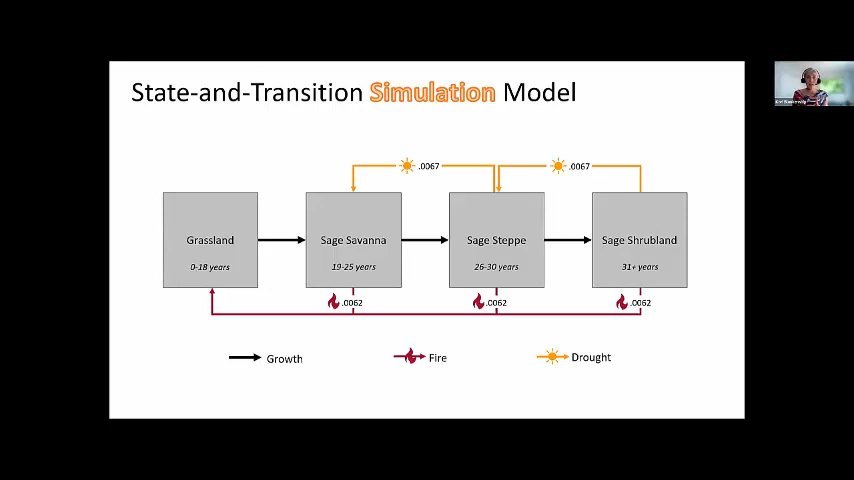 State-and-Transition Simulation Model
.0067
.0067
Grassland
0-18 years
Sage Savanna
19-25 years
Sage Steppe
26-30 years
Sage Shrubland
31+ years
.0062
.0062
.0062
Growth
Fire
Drought